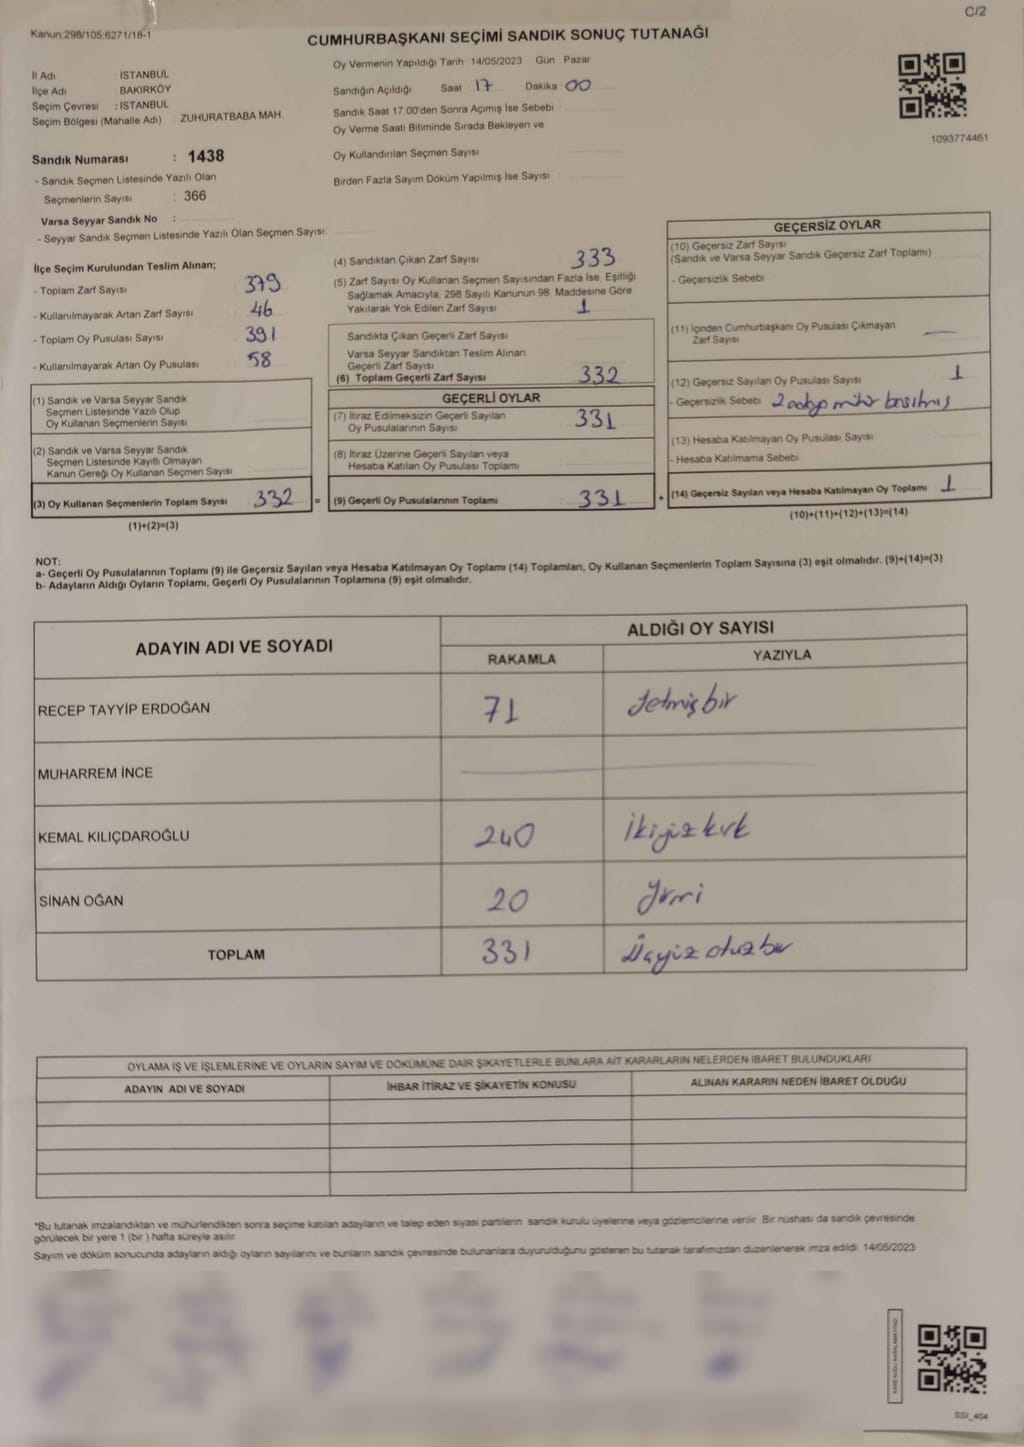 C/2
Kanun:298/105;6271/18-1
CUMHURBAŞKANI SEÇİMİ SANDIK SONUÇ TUTANAĞI
İl Adı : İSTANBUL
İlçe Adı : BAKIRKÖY
Seçim Çevresi : İSTANBUL
Seçim Bölgesi (Mahalle Adı) : ZUHURATBABA MAH.
Sandık Numarası : 1438
- Sandık Seçmen Listesinde Yazılı Olan
Seçmenlerin Sayısı : 366
Varsa Seyyar Sandık No :
- Seyyar Sandık Seçmen Listesinde Yazılı Olan Seçmen Sayısı:
Oy Vermenin Yapıldığı Tarih 14/05/2023 Gün Pazar
Sandığın Açıldığı Saat 17 Dakika 00
Sandık Saat 17:00'den Sonra Açımış İse Sebebi
Oy Verme Saati Bitiminde Sırada Bekleyen ve
Oy Kullandırılan Seçmen Sayısı
Birden Fazla Sayım Döküm Yapılmış İse Sayısı
1093774461
İlçe Seçim Kurulundan Teslim Alınan;
- Toplam Zarf Sayısı : 379
- Kullanılmayarak Artan Zarf Sayısı : 46
- Toplam Oy Pusulası Sayısı : 391
- Kullanılmayarak Artan Oy Pusulası : 58
(1) Sandık ve Varsa Seyyar Sandık
Seçmen Listesinde Yazılı Olup
Oy Kullanan Seçmenlerin Sayısı
(2) Sandık ve Varsa Seyyar Sandık
Seçmen Listesinde Kayıtlı Olmayan
Kanun Gereği Oy Kullanan Seçmen Sayısı
(3) Oy Kullanan Seçmenlerin Toplam Sayısı : 332 =
(1)+(2)=(3)
(4) Sandıktan Çıkan Zarf Sayısı 333
(5) Zarf Sayısı Oy Kullanan Seçmen Sayısından Fazla İse, Eşitliği
Sağlamak Amacıyla, 298 Sayılı Kanunun 98. Maddesine Göre
Yakılarak Yok Edilen Zarf Sayısı 1
Sandıkta Çıkan Geçerli Zarf Sayısı
Varsa Seyyar Sandıktan Teslim Alınan
Geçerli Zarf Sayısı
(6) Toplam Geçerli Zarf Sayısı 332
GEÇERLİ OYLAR
(7) İtiraz Edilmeksizin Geçerli Sayılan
Oy Pusulalarının Sayısı 331
(8) İtiraz Üzerine Geçerli Sayılan veya
Hesaba Katılan Oy Pusulası Toplamı
(9) Geçerli Oy Pusulalarının Toplamı 331 +
GEÇERSİZ OYLAR
(10) Geçersiz Zarf Sayısı
(Sandık ve Varsa Seyyar Sandık Geçersiz Zarf Toplamı)
- Geçersizlik Sebebi
(11) İçinden Cumhurbaşkanı Oy Pusulası Çıkmayan
Zarf Sayısı —
(12) Geçersiz Sayılan Oy Pusulası Sayısı 1
- Geçersizlik Sebebi 2 adaya mühür basılmış
(13) Hesaba Katılmayan Oy Pusulası Sayısı
- Hesaba Katılmama Sebebi
(14) Geçersiz Sayılan veya Hesaba Katılmayan Oy Toplamı 1
(10)+(11)+(12)+(13)=(14)
NOT:
a- Geçerli Oy Pusulalarının Toplamı (9) ile Geçersiz Sayılan veya Hesaba Katılmayan Oy Toplamı (14) Toplamları, Oy Kullanan Seçmenlerin Toplam Sayısına (3) eşit olmalıdır. (9)+(14)=(3)
b- Adayların Aldığı Oyların Toplamı, Geçerli Oy Pusulalarının Toplamına (9) eşit olmalıdır.
ADAYIN ADI VE SOYADI ALDIĞI OY SAYISI
RAKAMLA YAZIYLA
RECEP TAYYİP ERDOĞAN 71 Yetmişbir
MUHARREM İNCE —
KEMAL KILIÇDAROĞLU 240 İkiyüzkırk
SİNAN OĞAN 20 Yirmi
TOPLAM 331 Üçyüz otuz bir
OYLAMA İŞ VE İŞLEMLERİNE VE OYLARIN SAYIM VE DÖKÜMÜNE DAİR ŞİKAYETLERLE BUNLARA AİT KARARLARIN NELERDEN İBARET BULUNDUKLARI
ADAYIN ADI VE SOYADI İHBAR İTİRAZ VE ŞİKAYETİN KONUSU ALINAN KARARIN NEDEN İBARET OLDUĞU
*Bu tutanak imzalandıktan ve mühürlendikten sonra seçime katılan adayların ve talep eden siyasi partilerin sandık kurulu üyelerine veya gözlemcilerine verilir. Bir nüshası da sandık çevresinde
görülecek bir yere 1 (bir) hafta süreyle asılır.
Sayım ve döküm sonucunda adayların aldığı oyların sayılarını ve bunların sandık çevresinde bulunanlara duyurulduğunu gösteren bu tutanak tarafımızdan düzenlenerek imza edildi. 14/05/2023
SSI_404